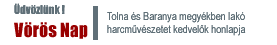 Üdvözlünk!
Vörös Nap
Tolna és Baranya megyékben lakó
harcművészetet kedvelők honlapja